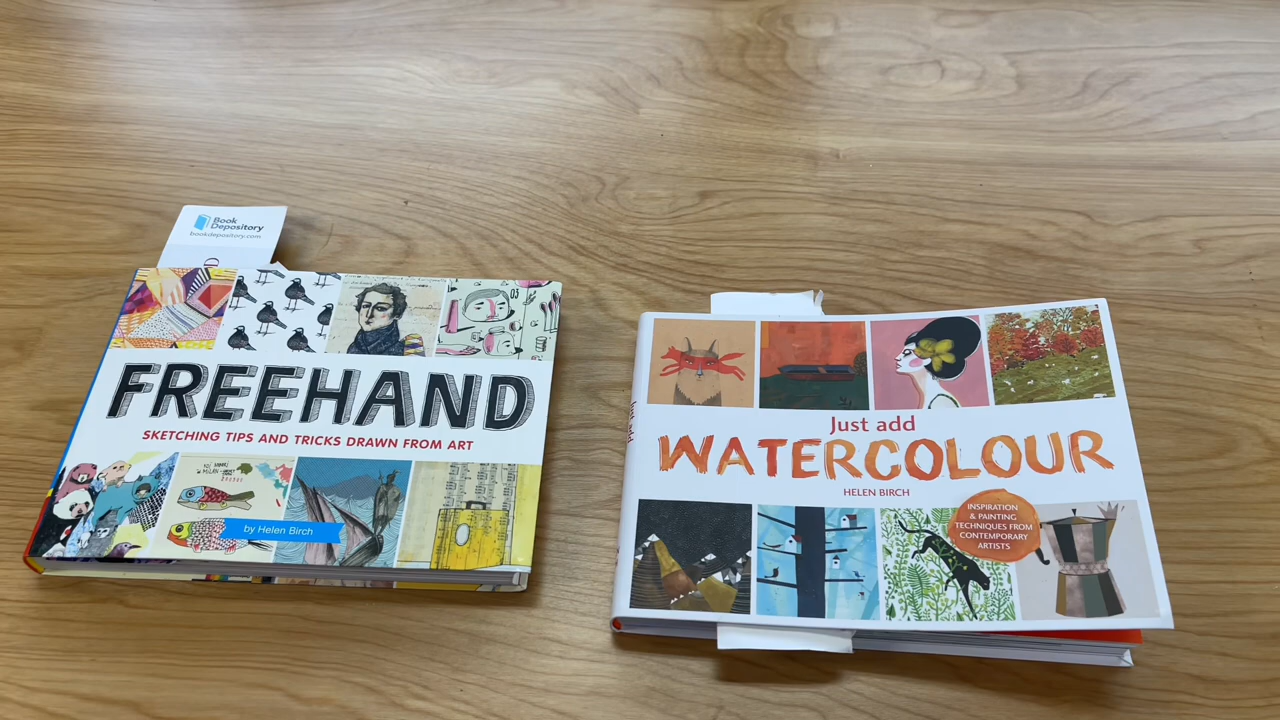 Book
Depository
bookdepository.com
FREEHAND
SKETCHING TIPS AND TRICKS DRAWN FROM ART
by Helen Birch
Just add
WATERCOLOUR
HELEN BIRCH
INSPIRATION
& PAINTING
TECHNIQUES FROM
CONTEMPORARY
ARTISTS